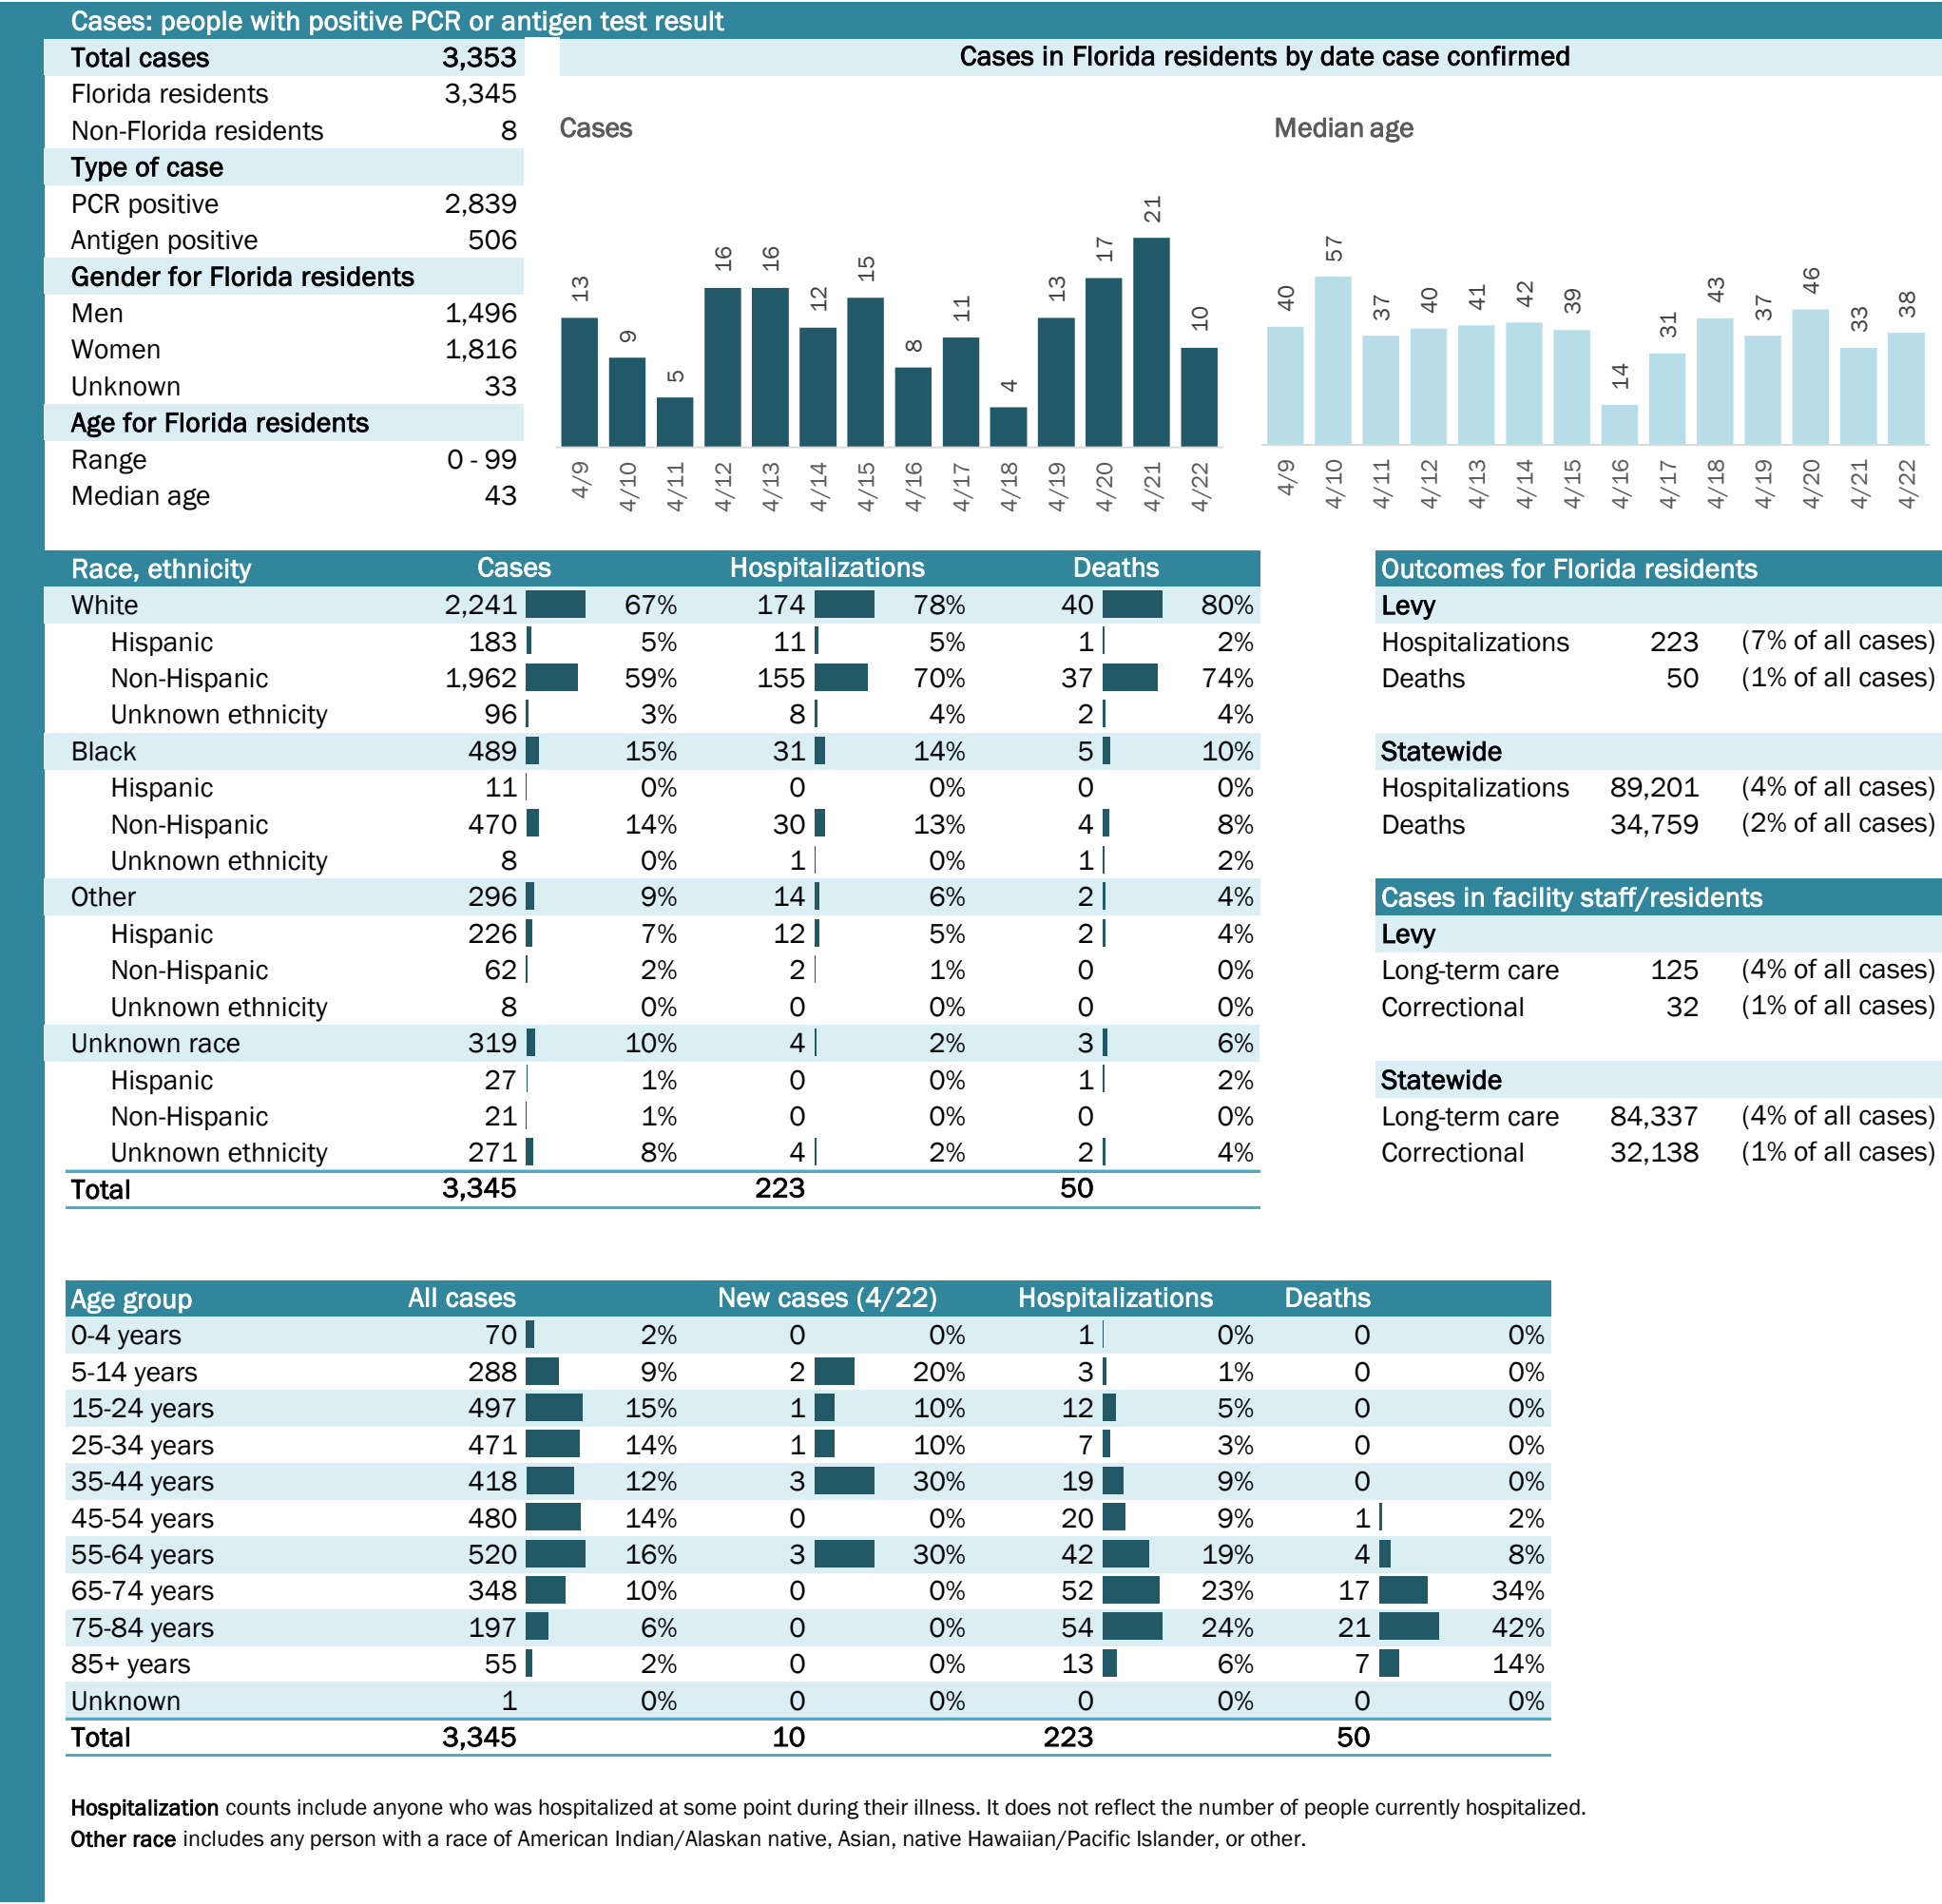 Cases: people with positive PCR or antigen test result
Total cases 3,353
Florida residents 3,345
Non-Florida residents 8
Type of case
PCR positive 2,839
Antigen positive 506
Gender for Florida residents
Men 1,496
Women 1,816
Unknown 33
Age for Florida residents
Range 0 - 99
Median age 43
Cases in Florida residents by date case confirmed
Cases
13 9 5 16 16 12 15 8 11 4 13 17 21 10
4/9 4/10 4/11 4/12 4/13 4/14 4/15 4/16 4/17 4/18 4/19 4/20 4/21 4/22
Median age
40 57 37 40 41 42 39 14 31 43 37 46 33 38
4/9 4/10 4/11 4/12 4/13 4/14 4/15 4/16 4/17 4/18 4/19 4/20 4/21 4/22
Race, ethnicity Cases Hospitalizations Deaths
White 2,241 67% 174 78% 40 80%
Hispanic 183 5% 11 5% 1 2%
Non-Hispanic 1,962 59% 155 70% 37 74%
Unknown ethnicity 96 3% 8 4% 2 4%
Black 489 15% 31 14% 5 10%
Hispanic 11 0% 0 0% 0 0%
Non-Hispanic 470 14% 30 13% 4 8%
Unknown ethnicity 8 0% 1 0% 1 2%
Other 296 9% 14 6% 2 4%
Hispanic 226 7% 12 5% 2 4%
Non-Hispanic 62 2% 2 1% 0 0%
Unknown ethnicity 8 0% 0 0% 0 0%
Unknown race 319 10% 4 2% 3 6%
Hispanic 27 1% 0 0% 1 2%
Non-Hispanic 21 1% 0 0% 0 0%
Unknown ethnicity 271 8% 4 2% 2 4%
Total 3,345 223 50
Outcomes for Florida residents
Levy
Hospitalizations 223 (7% of all cases)
Deaths 50 (1% of all cases)
Statewide
Hospitalizations 89,201 (4% of all cases)
Deaths 34,759 (2% of all cases)
Cases in facility staff/residents
Levy
Long-term care 125 (4% of all cases)
Correctional 32 (1% of all cases)
Statewide
Long-term care 84,337 (4% of all cases)
Correctional 32,138 (1% of all cases)
Age group All cases New cases (4/22) Hospitalizations Deaths
0-4 years 70 2% 0 0% 1 0% 0 0%
5-14 years 288 9% 2 20% 3 1% 0 0%
15-24 years 497 15% 1 10% 12 5% 0 0%
25-34 years 471 14% 1 10% 7 3% 0 0%
35-44 years 418 12% 3 30% 19 9% 0 0%
45-54 years 480 14% 0 0% 20 9% 1 2%
55-64 years 520 16% 3 30% 42 19% 4 8%
65-74 years 348 10% 0 0% 52 23% 17 34%
75-84 years 197 6% 0 0% 54 24% 21 42%
85+ years 55 2% 0 0% 13 6% 7 14%
Unknown 1 0% 0 0% 0 0% 0 0%
Total 3,345 10 223 50
Hospitalization counts include anyone who was hospitalized at some point during their illness. It does not reflect the number of people currently hospitalized.
Other race includes any person with a race of American Indian/Alaskan native, Asian, native Hawaiian/Pacific Islander, or other.